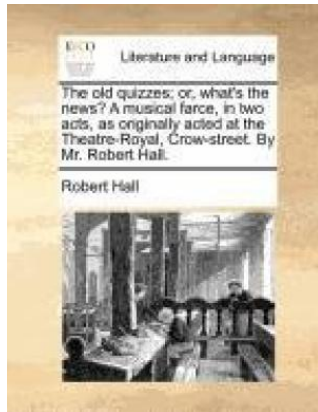 ECCO
Literature and Language
The old quizzes; or, what's the
news? A musical farce, in two
acts, as originally acted at the
Theatre-Royal, Crow-street. By
Mr. Robert Hall.
Robert Hall